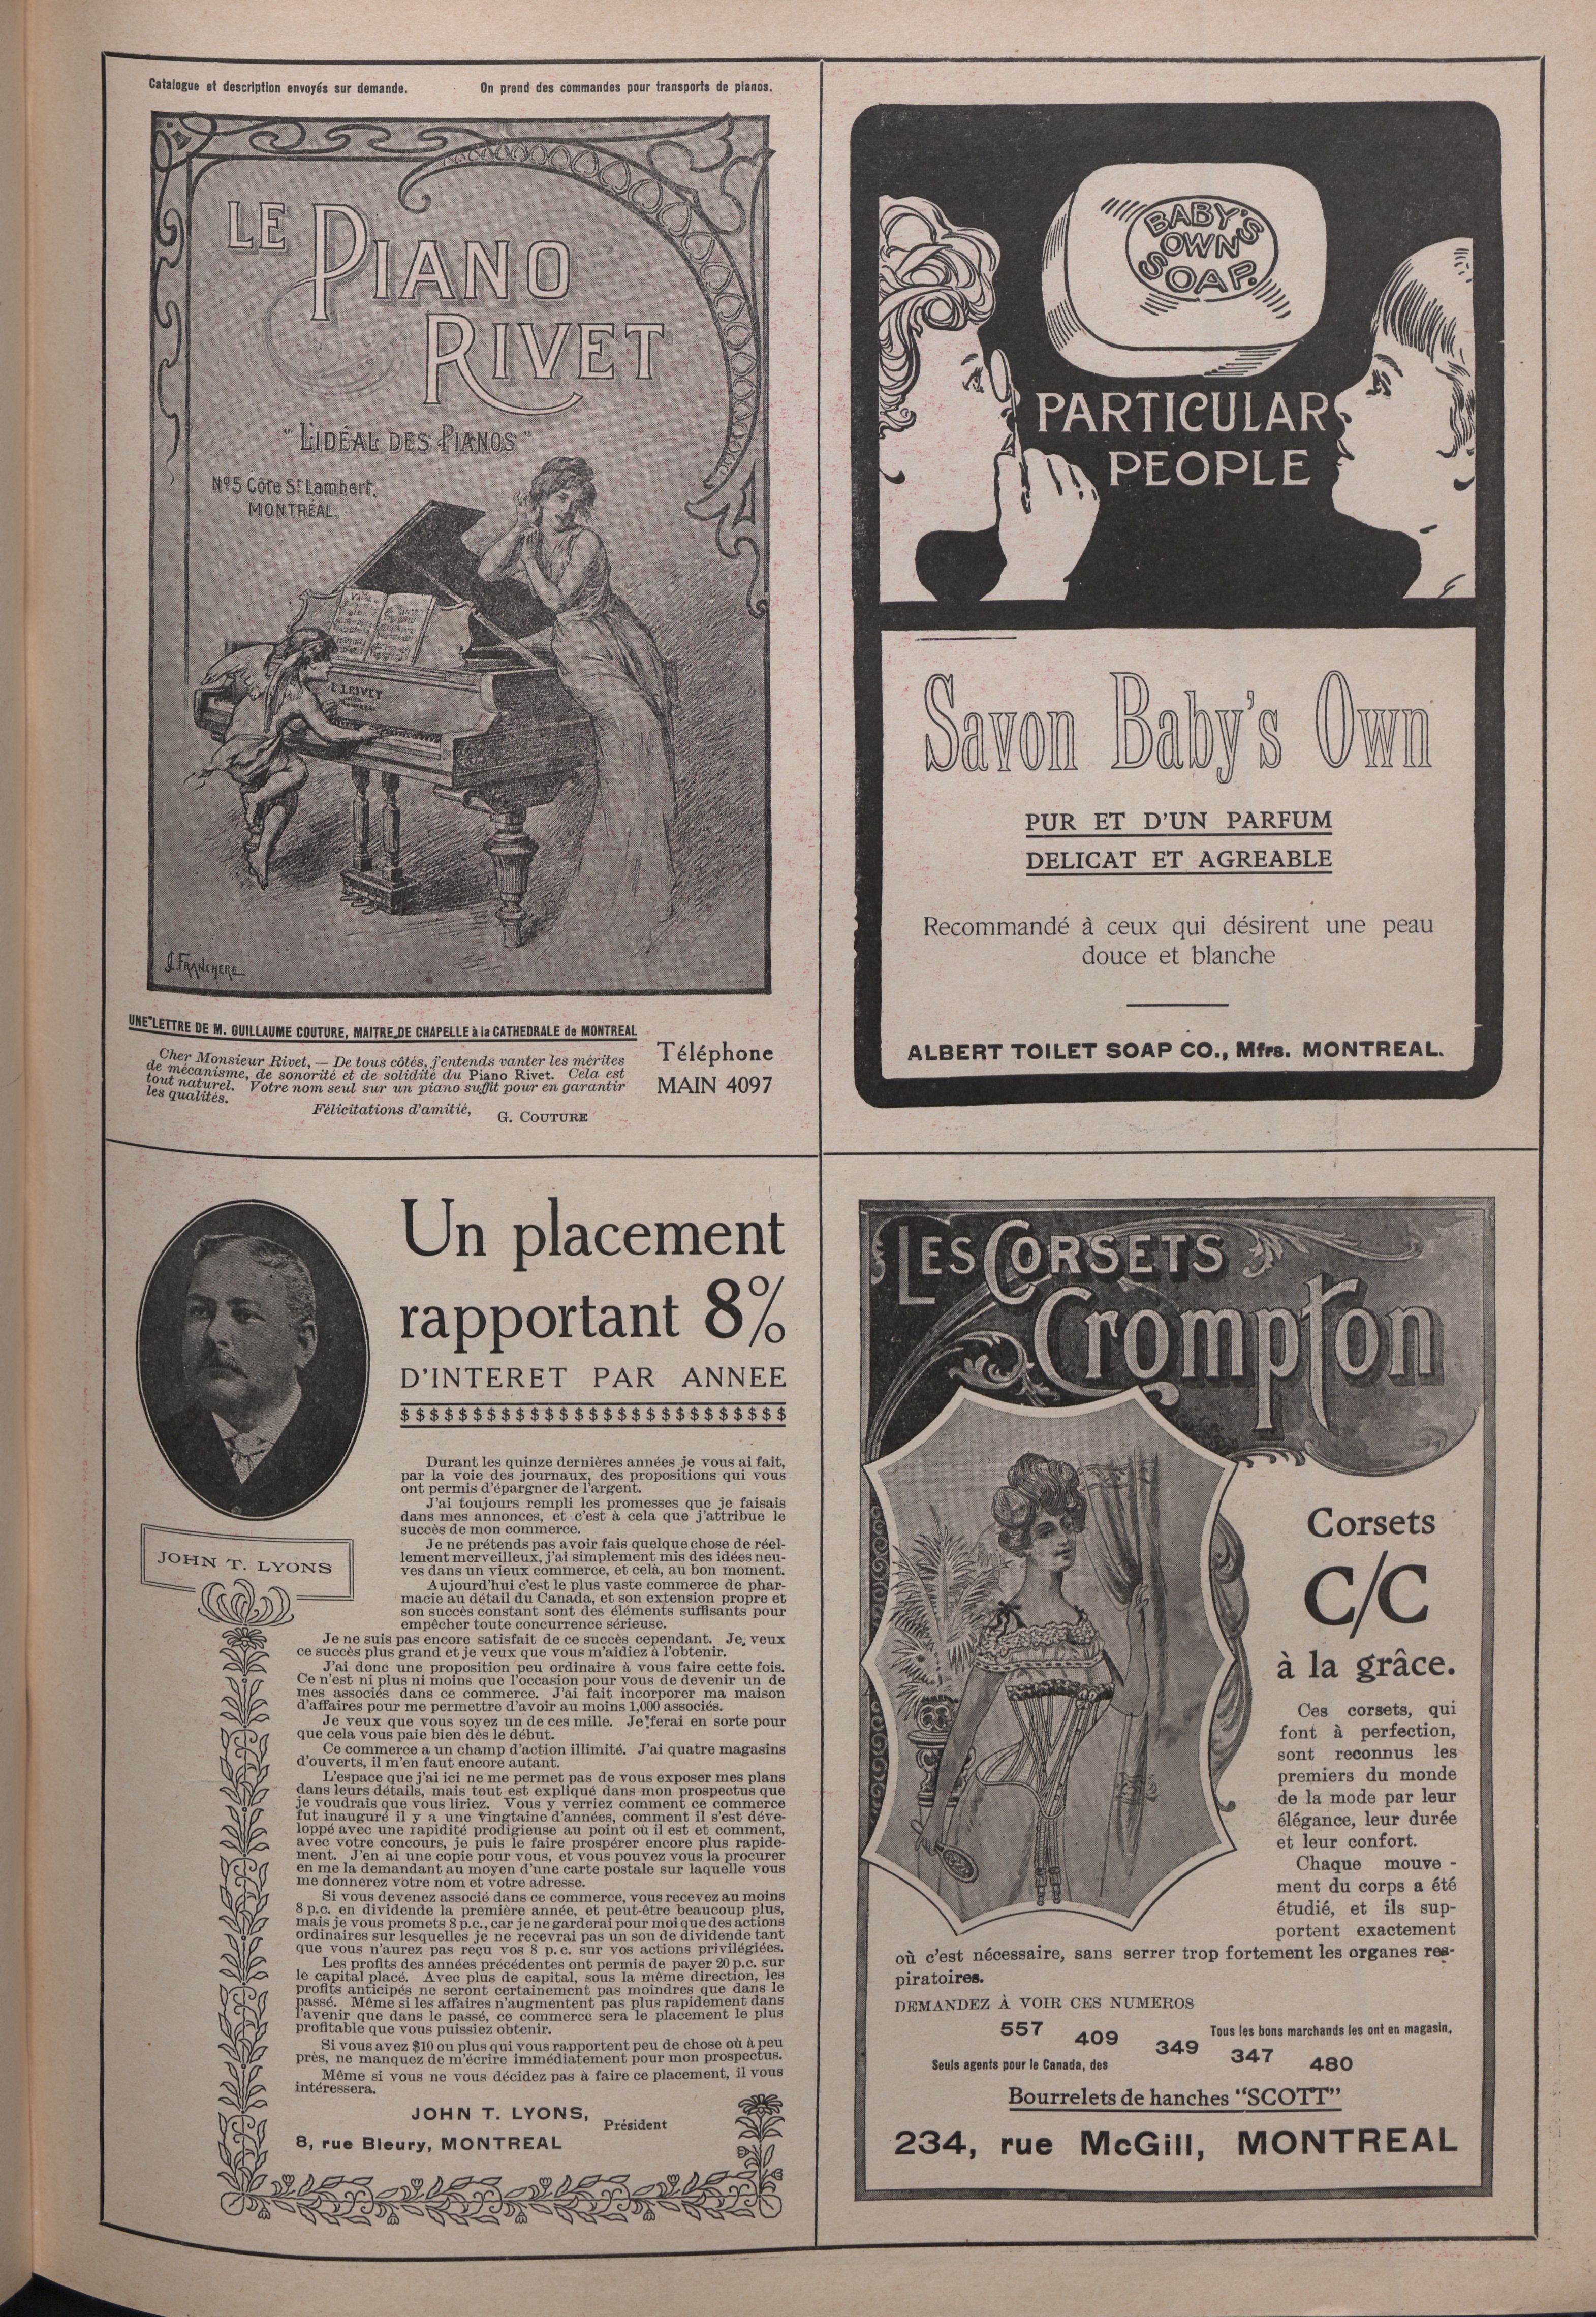 Catalogue et description envoyés sur demande.
On prend des commandes pour transports de pianos.
LE PIANO
RIVET
"L'IDÉAL DES PIANOS"
No5 Côte St Lambert,
MONTRÉAL.
L.J. RIVET
MONTREAL
J. FRANCHERE
UNE LETTRE DE M. GUILLAUME COUTURE, MAITRE DE CHAPELLE à la CATHEDRALE de MONTREAL
Cher Monsieur Rivet, — De tous côtés, j'entends vanter les mérites
de mécanisme, de sonorité et de solidité du Piano Rivet. Cela est
tout naturel. Votre nom seul sur un piano suffit pour en garantir
les qualités.
Félicitations d'amitié,
G. COUTURE
Téléphone
MAIN 4097
BABY'S
OWN
SOAP.
PARTICULAR
PEOPLE
Savon Baby's Own
PUR ET D'UN PARFUM
DELICAT ET AGREABLE
Recommandé à ceux qui désirent une peau
douce et blanche
ALBERT TOILET SOAP CO., Mfrs. MONTREAL.
JOHN T. LYONS
Un placement
rapportant 8%
D'INTERET PAR ANNEE
$$$$$$$$$$$$$$$$$$$$$$$$$$$
Durant les quinze dernières années je vous ai fait,
par la voie des journaux, des propositions qui vous
ont permis d'épargner de l'argent.
J'ai toujours rempli les promesses que je faisais
dans mes annonces, et c'est à cela que j'attribue le
succès de mon commerce.
Je ne prétends pas avoir fais quelque chose de réel-
lement merveilleux, j'ai simplement mis des idées neu-
ves dans un vieux commerce, et celà, au bon moment.
Aujourd'hui c'est le plus vaste commerce de phar-
macie au détail du Canada, et son extension propre et
son succès constant sont des éléments suffisants pour
empêcher toute concurrence sérieuse.
Je ne suis pas encore satisfait de ce succès cependant. Je veux
ce succès plus grand et je veux que vous m'aidiez à l'obtenir.
J'ai donc une proposition peu ordinaire à vous faire cette fois.
Ce n'est ni plus ni moins que l'occasion pour vous de devenir un de
mes associés dans ce commerce. J'ai fait incorporer ma maison
d'affaires pour me permettre d'avoir au moins 1,000 associés.
Je veux que vous soyez un de ces mille. Je ferai en sorte pour
que cela vous paie bien dès le début.
Ce commerce a un champ d'action illimité. J'ai quatre magasins
d'ouverts, il m'en faut encore autant.
L'espace que j'ai ici ne me permet pas de vous exposer mes plans
dans leurs détails, mais tout est expliqué dans mon prospectus que
je voudrais que vous liriez. Vous y verriez comment ce commerce
fut inauguré il y a une vingtaine d'années, comment il s'est déve-
loppé avec une rapidité prodigieuse au point où il est et comment,
avec votre concours, je puis le faire prospérer encore plus rapide-
ment. J'en ai une copie pour vous, et vous pouvez vous la procurer
en me la demandant au moyen d'une carte postale sur laquelle vous
me donnerez votre nom et votre adresse.
Si vous devenez associé dans ce commerce, vous recevez au moins
8 p.c. en dividende la première année, et peut-être beaucoup plus,
mais je vous promets 8 p.c., car je ne garderai pour moi que des actions
ordinaires sur lesquelles je ne recevrai pas un sou de dividende tant
que vous n'aurez pas reçu vos 8 p. c. sur vos actions privilégiées.
Les profits des années précédentes ont permis de payer 20 p.c. sur
le capital placé. Avec plus de capital, sous la même direction, les
profits anticipés ne seront certainement pas moindres que dans le
passé. Même si les affaires n'augmentent pas plus rapidement dans
l'avenir que dans le passé, ce commerce sera le placement le plus
profitable que vous puissiez obtenir.
Si vous avez $10 ou plus qui vous rapportent peu de chose où à peu
près, ne manquez de m'écrire immédiatement pour mon prospectus.
Même si vous ne vous décidez pas à faire ce placement, il vous
intéressera.
JOHN T. LYONS,
Président
8, rue Bleury, MONTREAL
LES CORSETS
Crompton
Corsets
C/C
à la grâce.
Ces corsets, qui
font à perfection,
sont reconnus les
premiers du monde
de la mode par leur
élégance, leur durée
et leur confort.
Chaque mouve -
ment du corps a été
étudié, et ils sup-
portent exactement
où c'est nécessaire, sans serrer trop fortement les organes res-
piratoires.
DEMANDEZ À VOIR CES NUMEROS
557 409 349 347 480
Tous les bons marchands les ont en magasin.
Seuls agents pour le Canada, des
Bourrelets de hanches "SCOTT"
234, rue McGill, MONTREAL